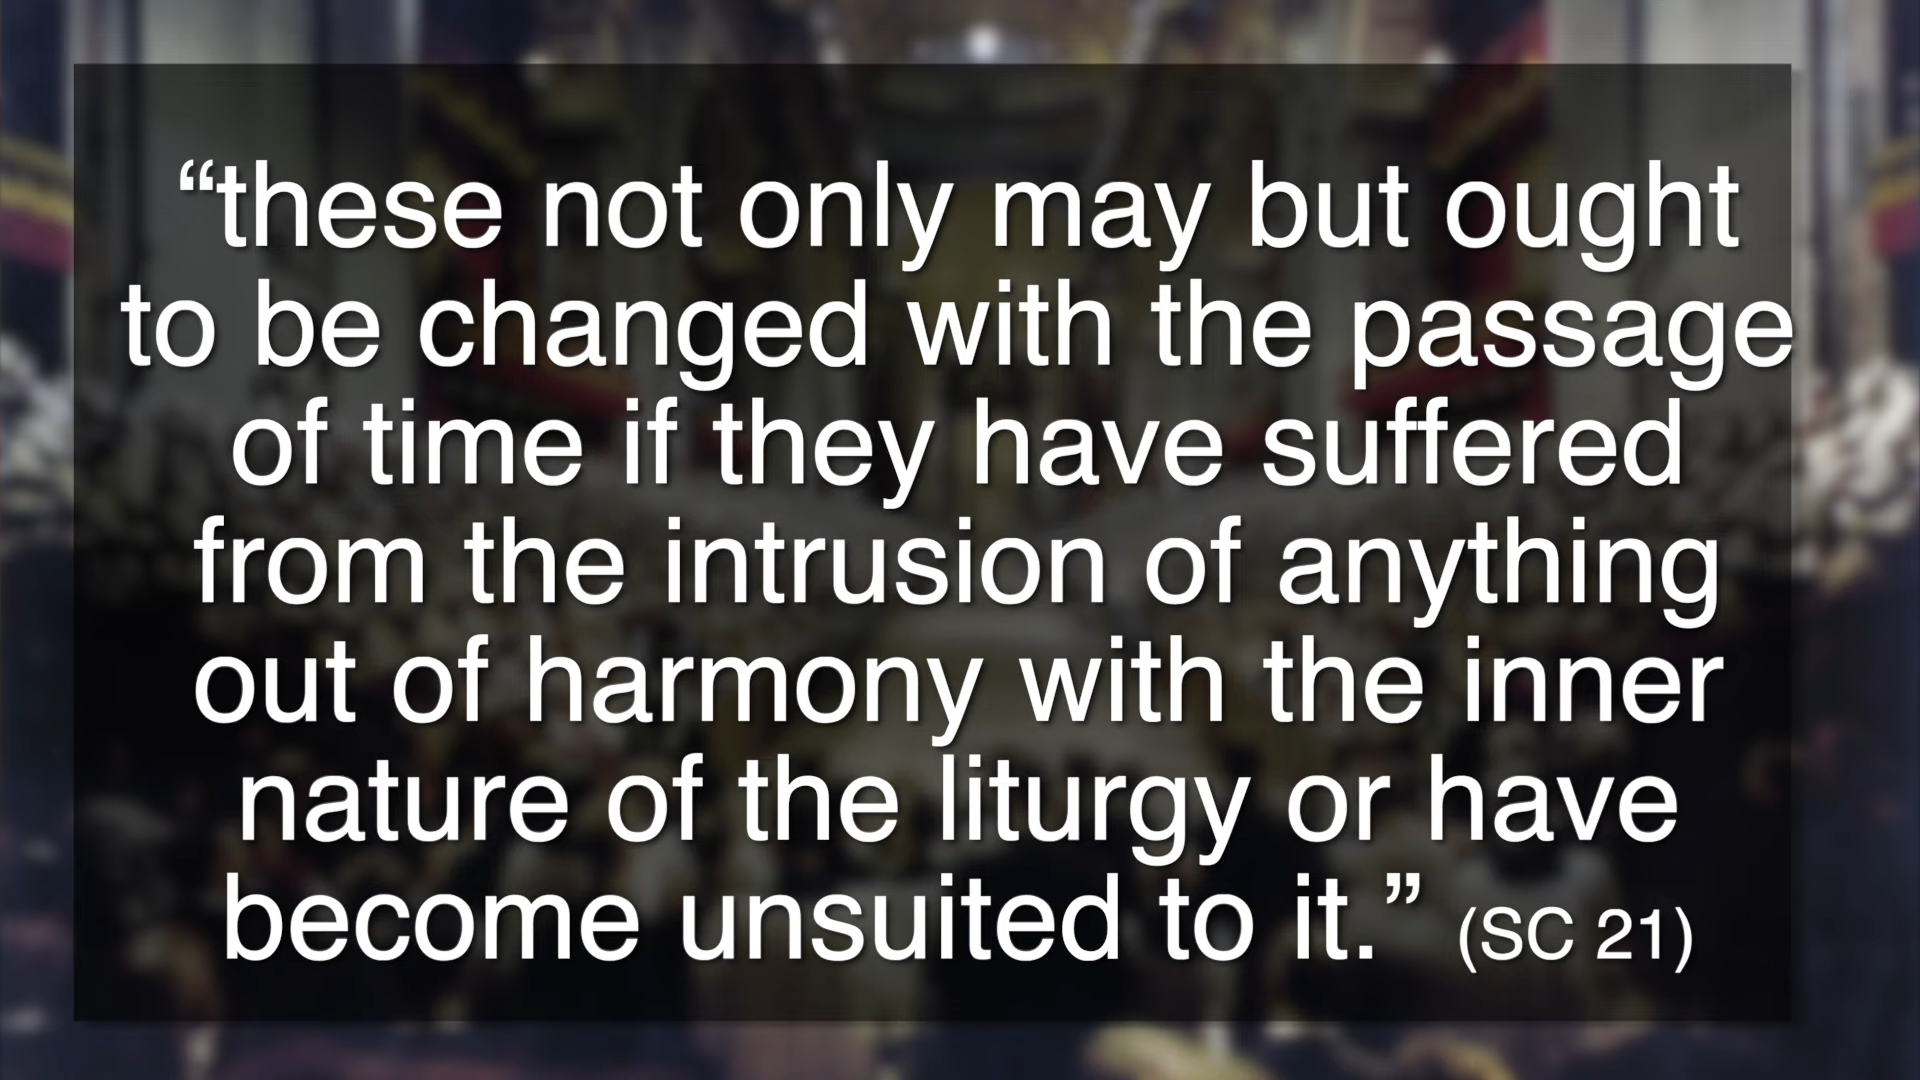 “these not only may but ought
to be changed with the passage
of time if they have suffered
from the intrusion of anything
out of harmony with the inner
nature of the liturgy or have
become unsuited to it.” (SC 21)